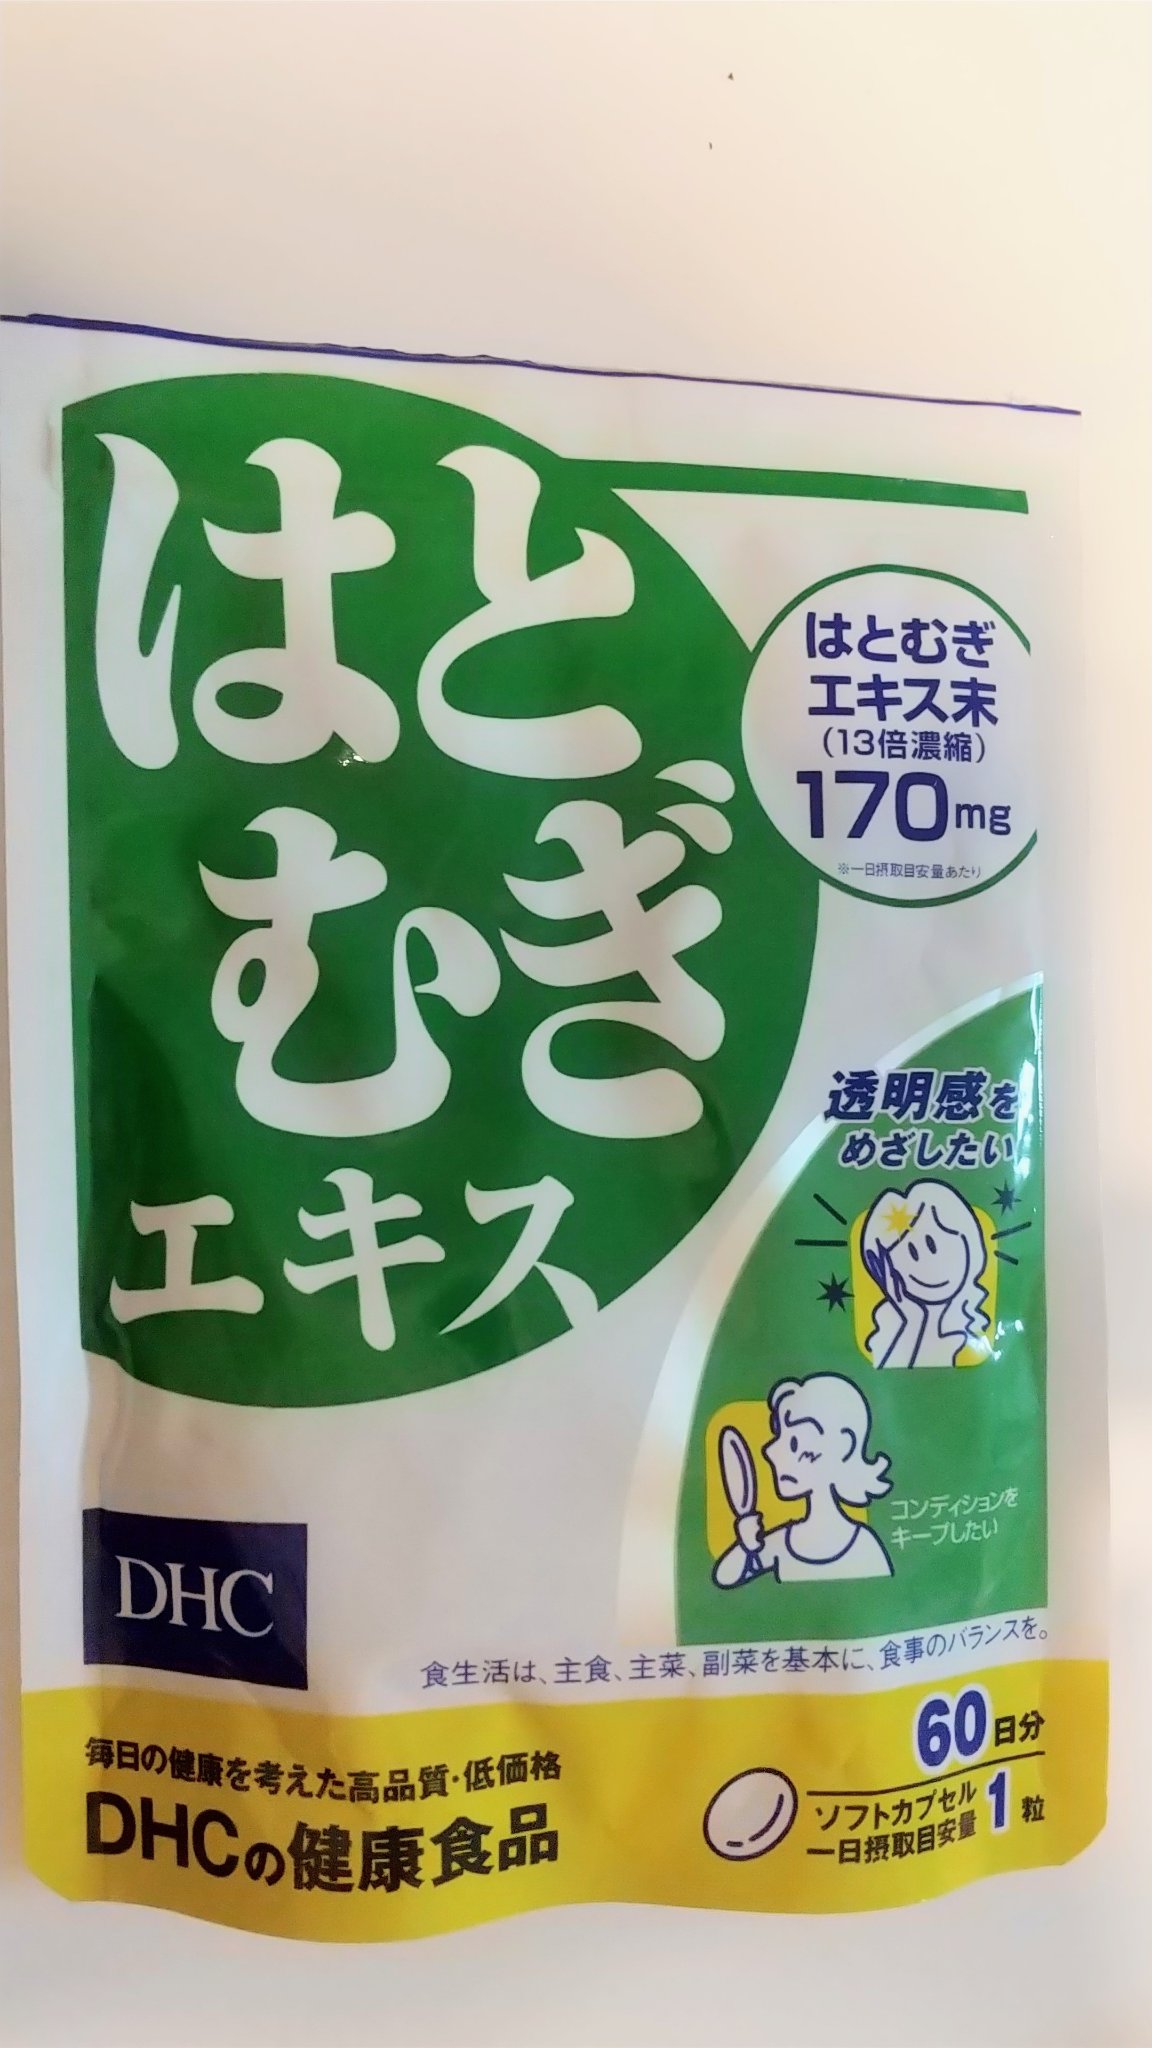 はと
むぎ
エキス
はとむぎ
エキス末
(13倍濃縮)
170mg
※一日摂取目安量あたり
透明感を
めざしたい
コンディションを
キープしたい
DHC
食生活は、主食、主菜、副菜を基本に、食事のバランスを。
毎日の健康を考えた高品質・低価格
DHCの健康食品
60日分
ソフトカプセル
一日摂取目安量 1粒